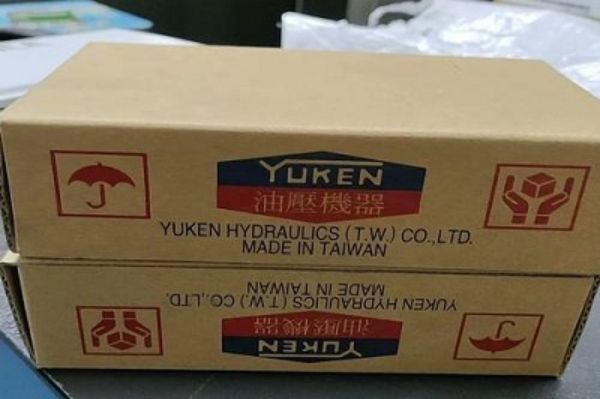 YUKEN
油壓機器
YUKEN HYDRAULICS (T.W.) CO.,LTD.
MADE IN TAIWAN
MADE IN TAIWAN
YUKEN HYDRAULICS (T.W.) CO.,LTD.
油壓機器
YUKEN